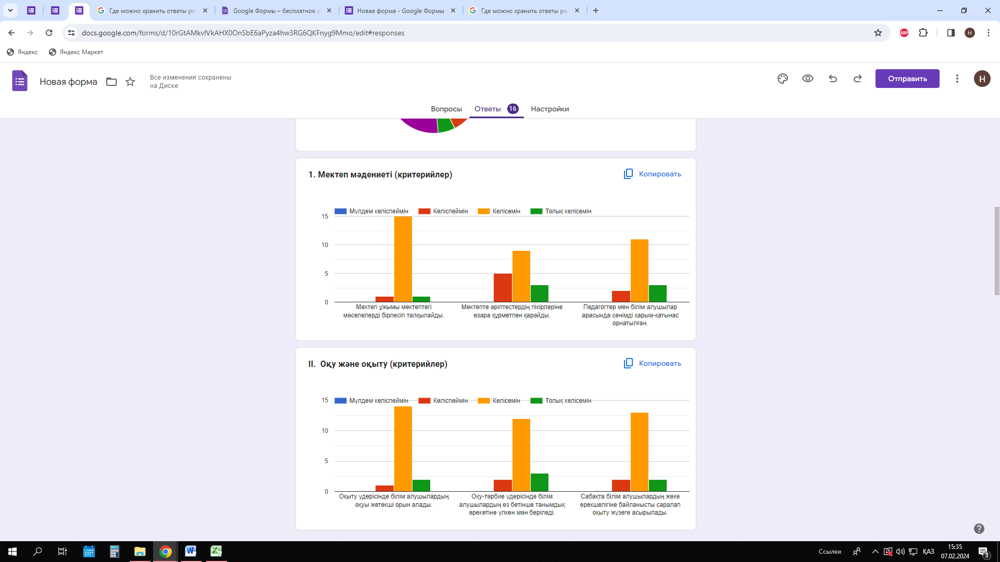 Где можно хранить ответы ре
Google Формы – бесплатное с
Новая форма - Google Формы
Где можно хранить ответы ре
docs.google.com/forms/d/10rGtAMkvlVkAHX0OnSbE6aPyza4hw3RG6QKFnyg9Mmo/edit#responses
ABP
H
Яндекс
Яндекс Маркет
Новая форма
Все изменения сохранены
на Диске
Отправить
H
Вопросы
Ответы 16
Настройки
1. Мектеп мәдениеті (критерийлер)
Копировать
Мүлдем келіспеймін
Келіспеймін
Келісемін
Толық келісемін
15
10
5
0
Мектеп ұжымы мектептегі
мәселелерді бірлесіп талқылайды.
Мектепте әріптестердің пікірлеріне
өзара құрметпен қарайды.
Педагогтер мен білім алушылар
арасында сенімді қарым-қатынас
орнатылған.
II. Оқу және оқыту (критерийлер)
Копировать
Мүлдем келіспеймін
Келіспеймін
Келісемін
Толық келісемін
15
10
5
0
Оқыту үдерісінде білім алушылардың
оқуы жетекші орын алады.
Оқу-тәрбие үдерісінде білім
алушылардың өз бетінше танымдық
әрекетіне үлкен мән беріледі.
Сабақта білім алушылардың жеке
ерекшелігіне байланысты саралап
оқыту жүзеге асырылады.
Ссылки
ҚАЗ
15:35
07.02.2024
3